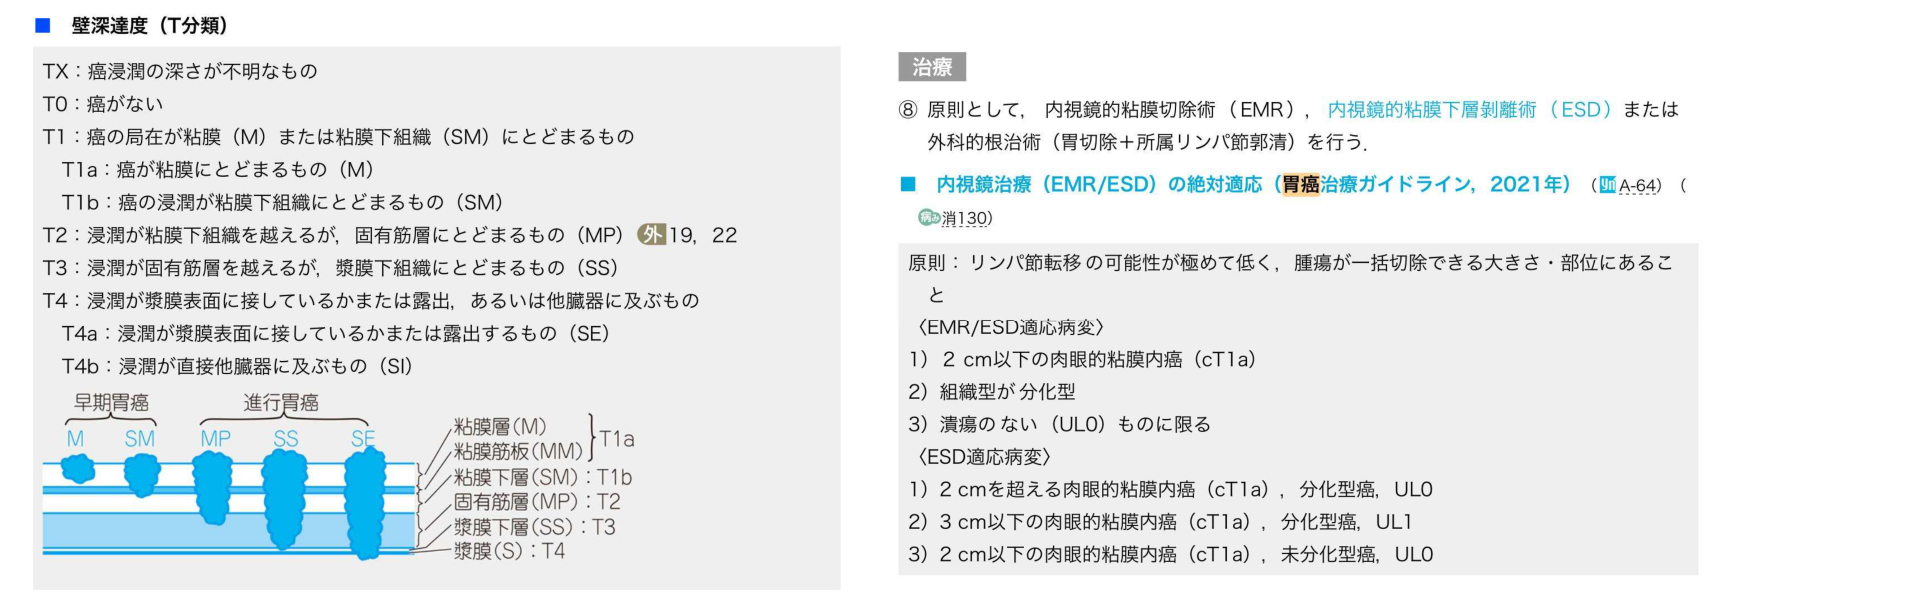 ■ 壁深達度（T分類）
TX：癌浸潤の深さが不明なもの
T0：癌がない
T1：癌の局在が粘膜（M）または粘膜下組織（SM）にとどまるもの
T1a：癌が粘膜にとどまるもの（M）
T1b：癌の浸潤が粘膜下組織にとどまるもの（SM）
T2：浸潤が粘膜下組織を越えるが，固有筋層にとどまるもの（MP）外19，22
T3：浸潤が固有筋層を越えるが，漿膜下組織にとどまるもの（SS）
T4：浸潤が漿膜表面に接しているかまたは露出，あるいは他臓器に及ぶもの
T4a：浸潤が漿膜表面に接しているかまたは露出するもの（SE）
T4b：浸潤が直接他臓器に及ぶもの（SI）
早期胃癌 進行胃癌
M SM MP SS SE
粘膜層(M)
粘膜筋板(MM)
T1a
粘膜下層(SM)：T1b
固有筋層(MP)：T2
漿膜下層(SS)：T3
漿膜(S)：T4
治療
⑧ 原則として， 内視鏡的粘膜切除術（EMR）， 内視鏡的粘膜下層剝離術（ESD）または
外科的根治術（胃切除＋所属リンパ節郭清）を行う．
■ 内視鏡治療（EMR/ESD）の絶対適応（胃癌治療ガイドライン，2021年）（A-64）（
病み消130）
原則：リンパ節転移の可能性が極めて低く，腫瘍が一括切除できる大きさ・部位にあるこ
と
〈EMR/ESD適応病変〉
1）2 cm以下の肉眼的粘膜内癌（cT1a）
2）組織型が分化型
3）潰瘍のない（UL0）ものに限る
〈ESD適応病変〉
1）2 cmを超える肉眼的粘膜内癌（cT1a），分化型癌，UL0
2）3 cm以下の肉眼的粘膜内癌（cT1a），分化型癌，UL1
3）2 cm以下の肉眼的粘膜内癌（cT1a），未分化型癌，UL0